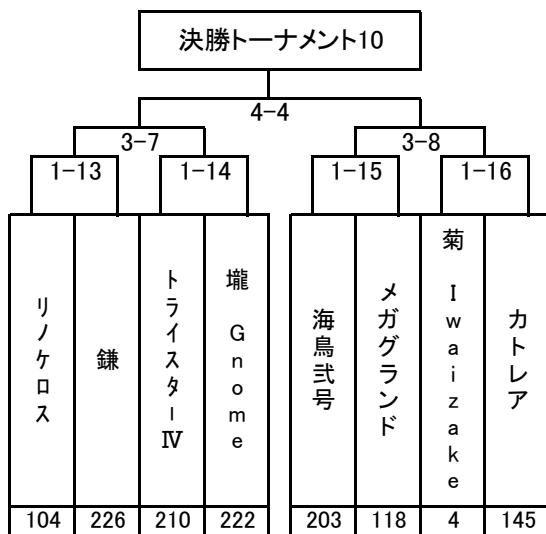 決勝トーナメント10
4-4
3-7
3-8
1-13
1-14
1-15
1-16
リノケロス
鎌
トライスターⅣ
壠 Gnome
海鳥弐号
メガグランド
菊 Iwaizake
カトレア
104
226
210
222
203
118
4
145